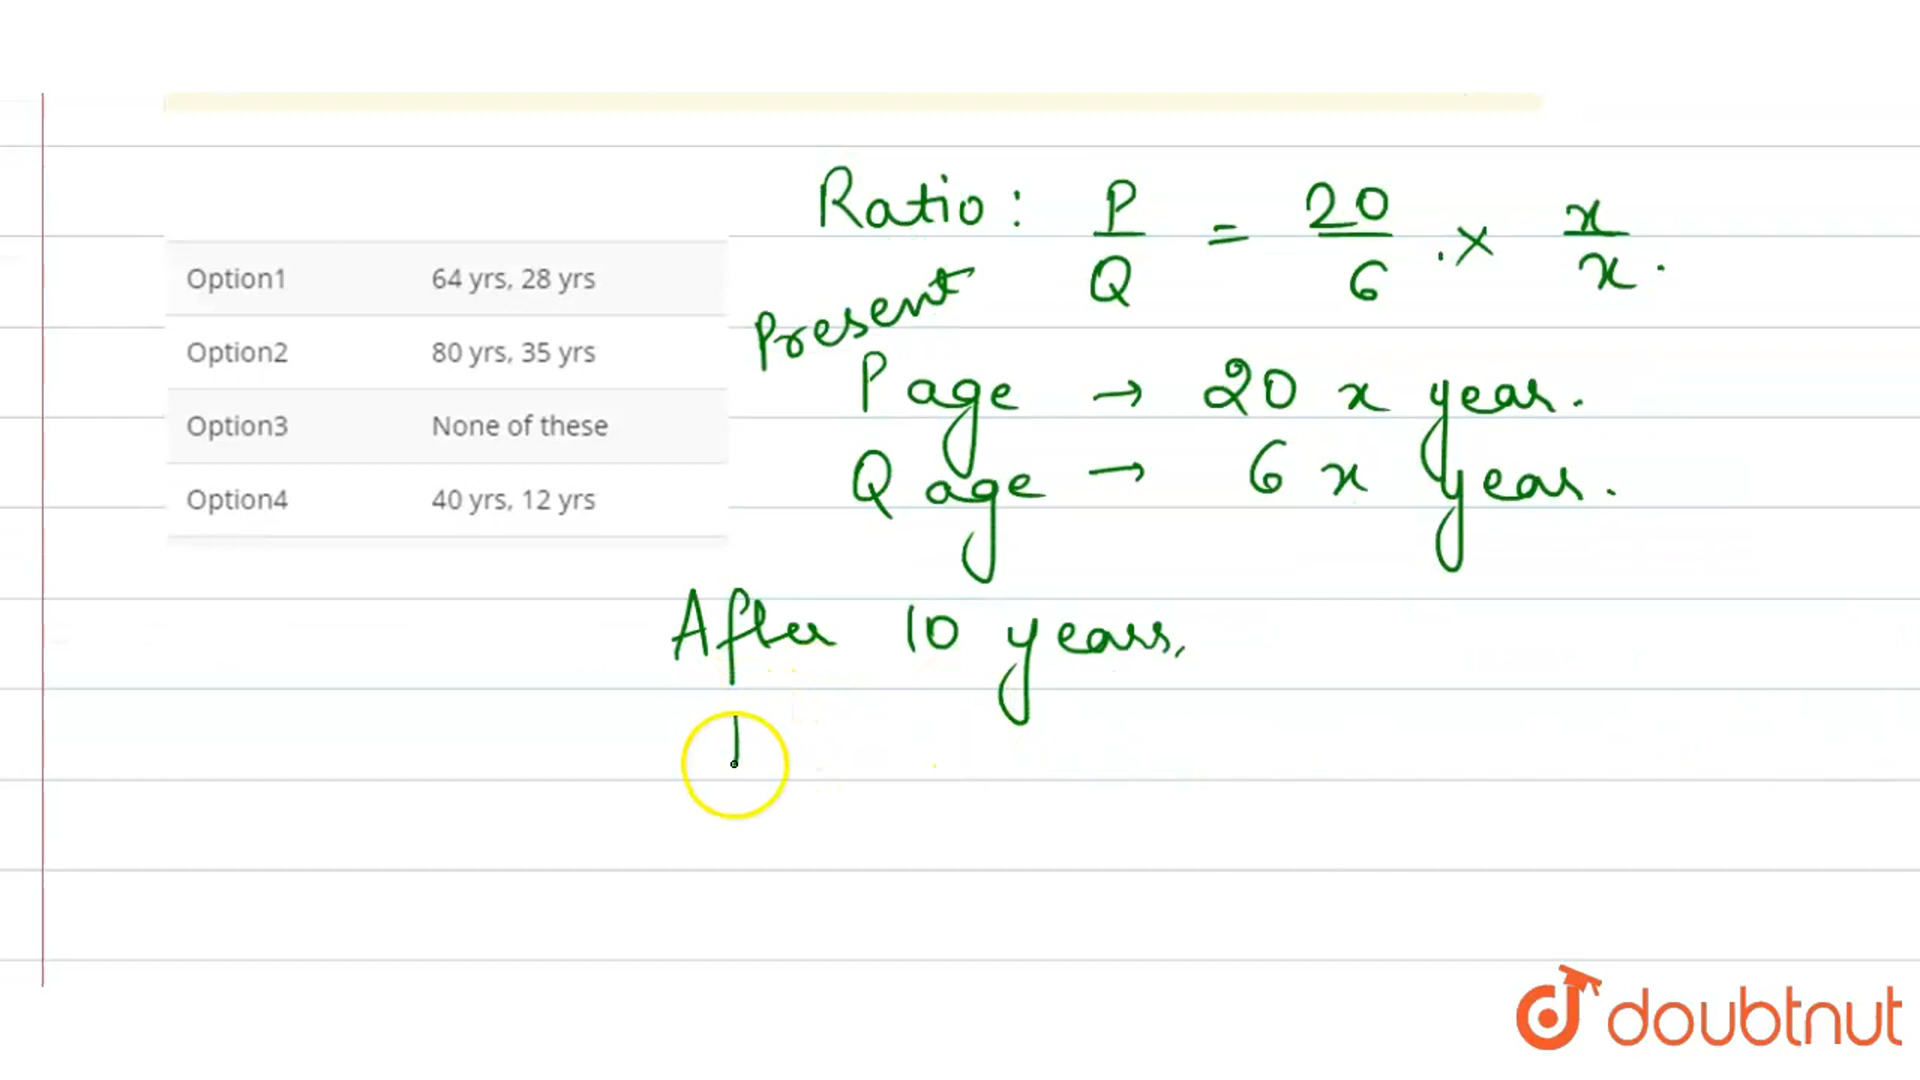 Option1 64 yrs, 28 yrs
Option2 80 yrs, 35 yrs
Option3 None of these
Option4 40 yrs, 12 yrs
Ratio: P/Q = 20/6 . × x/x .
Present
P age → 20 x year.
Q age → 6 x year.
After 10 years,
doubtnut